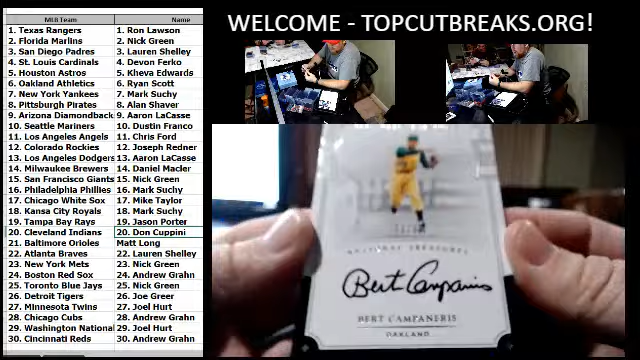 WELCOME - TOPCUTBREAKS.ORG!
MLB Team Name
1. Texas Rangers 1. Ron Lawson
2. Florida Marlins 2. Nick Green
3. San Diego Padres 3. Lauren Shelley
4. St. Louis Cardinals 4. Devon Ferko
5. Houston Astros 5. Kheva Edwards
6. Oakland Athletics 6. Ryan Scott
7. New York Yankees 7. Mark Suchy
8. Pittsburgh Pirates 8. Alan Shaver
9. Arizona Diamondback 9. Aaron LaCasse
10. Seattle Mariners 10. Dustin Franco
11. Los Angeles Angels 11. Chris Ford
12. Colorado Rockies 12. Joseph Redner
13. Los Angeles Dodgers 13. Aaron LaCasse
14. Milwaukee Brewers 14. Daniel Macler
15. San Francisco Giants 15. Nick Green
16. Philadelphia Phillies 16. Mark Suchy
17. Chicago White Sox 17. Mike Taylor
18. Kansa City Royals 18. Mark Suchy
19. Tampa Bay Rays 19. Jason Porter
20. Cleveland Indians 20. Don Cuppini
21. Baltimore Orioles Matt Long
22. Atlanta Braves 22. Lauren Shelley
23. New York Mets 23. Nick Green
24. Boston Red Sox 24. Andrew Grahn
25. Toronto Blue Jays 25. Nick Green
26. Detroit Tigers 26. Joe Greer
27. Minnesota Twins 27. Joel Hurt
28. Chicago Cubs 28. Andrew Grahn
29. Washington National 29. Joel Hurt
30. Cincinnati Reds 30. Andrew Grahn
NATIONAL TREASURES
Bert Campaneris
BERT CAMPANERIS
OAKLAND